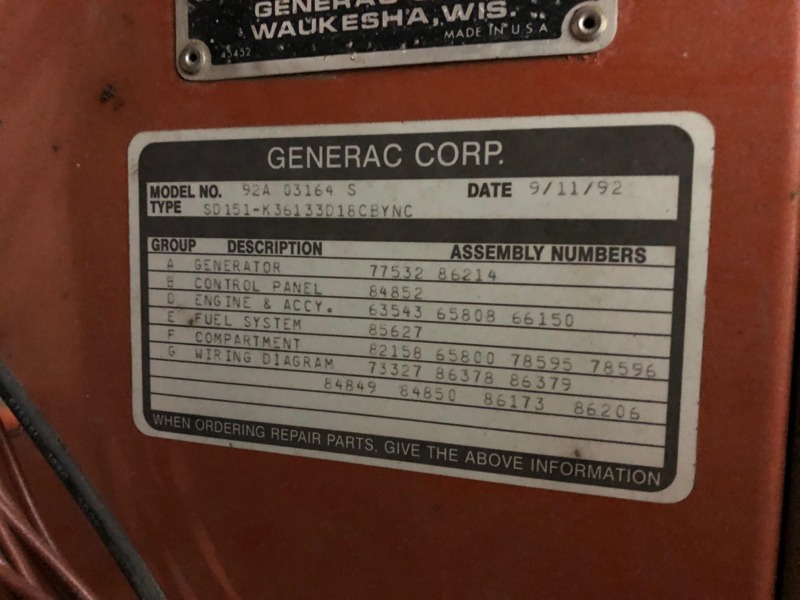 WAUKESHA, WIS.
MADE IN U S A
45452
GENERAC CORP.
MODEL NO. 92A 03164 S DATE 9/11/92
TYPE SD151-K36133D18CBYNC
GROUP DESCRIPTION ASSEMBLY NUMBERS
A GENERATOR 77532 86214
B CONTROL PANEL 84852
D ENGINE & ACCY. 63543 65808 66150
E FUEL SYSTEM 85627
F COMPARTMENT 82158 65800 78595 78596
G WIRING DIAGRAM 73327 86378 86379
84849 84850 86173 86206
WHEN ORDERING REPAIR PARTS, GIVE THE ABOVE INFORMATION